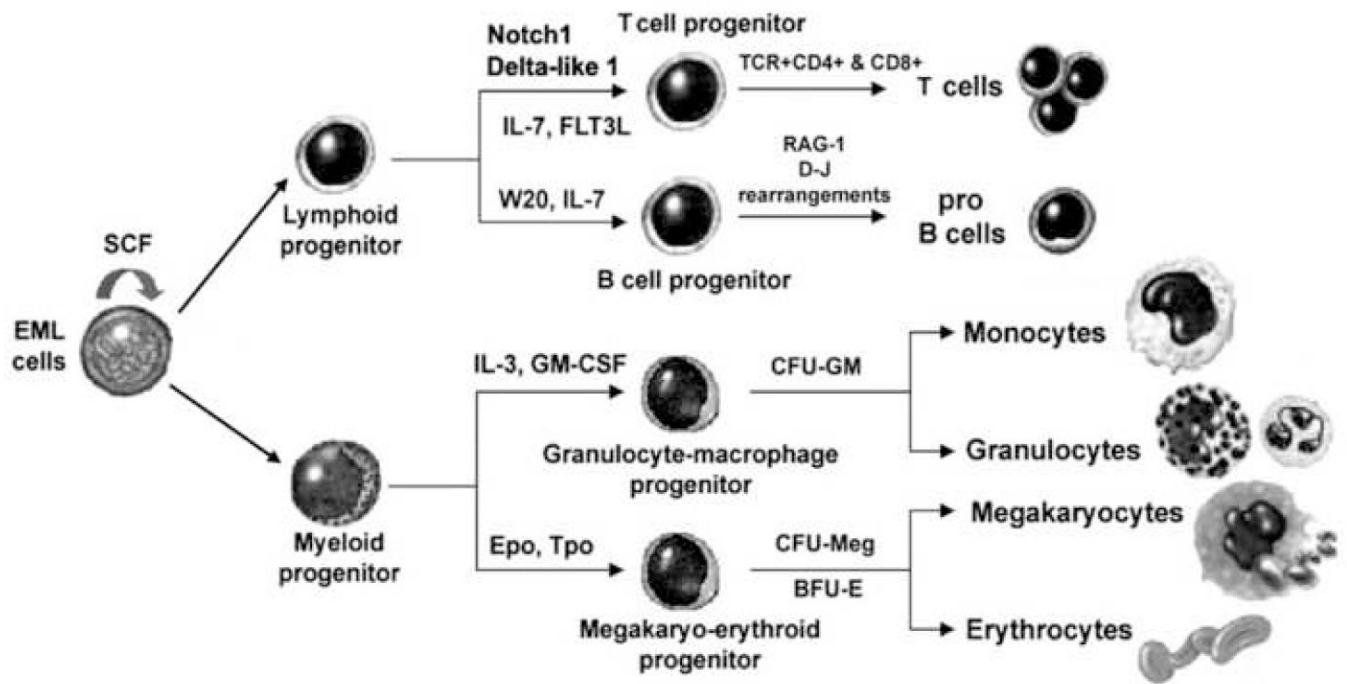 SCF
EML
cells
Lymphoid
progenitor
Notch1
Delta-like 1
IL-7, FLT3L
T cell progenitor
TCR+CD4+ & CD8+
T cells
W20, IL-7
B cell progenitor
RAG-1
D-J
rearrangements
pro
B cells
Myeloid
progenitor
IL-3, GM-CSF
Granulocyte-macrophage
progenitor
CFU-GM
Monocytes
Granulocytes
Epo, Tpo
Megakaryo-erythroid
progenitor
CFU-Meg
BFU-E
Megakaryocytes
Erythrocytes